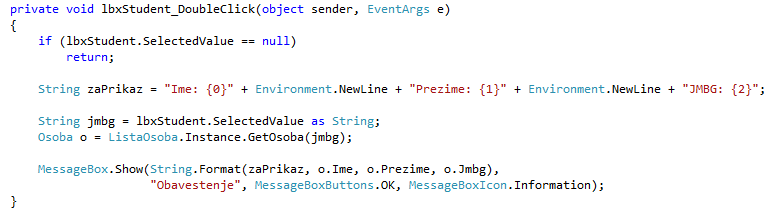 private void lbxStudent_DoubleClick(object sender, EventArgs e)
{
    if (lbxStudent.SelectedValue == null)
        return;

    String zaPrikaz = "Ime: {0}" + Environment.NewLine + "Prezime: {1}" + Environment.NewLine + "JMBG: {2}";

    String jmbg = lbxStudent.SelectedValue as String;
    Osoba o = ListaOsoba.Instance.GetOsoba(jmbg);

    MessageBox.Show(String.Format(zaPrikaz, o.Ime, o.Prezime, o.Jmbg),
                    "Obavestenje", MessageBoxButtons.OK, MessageBoxIcon.Information);
}